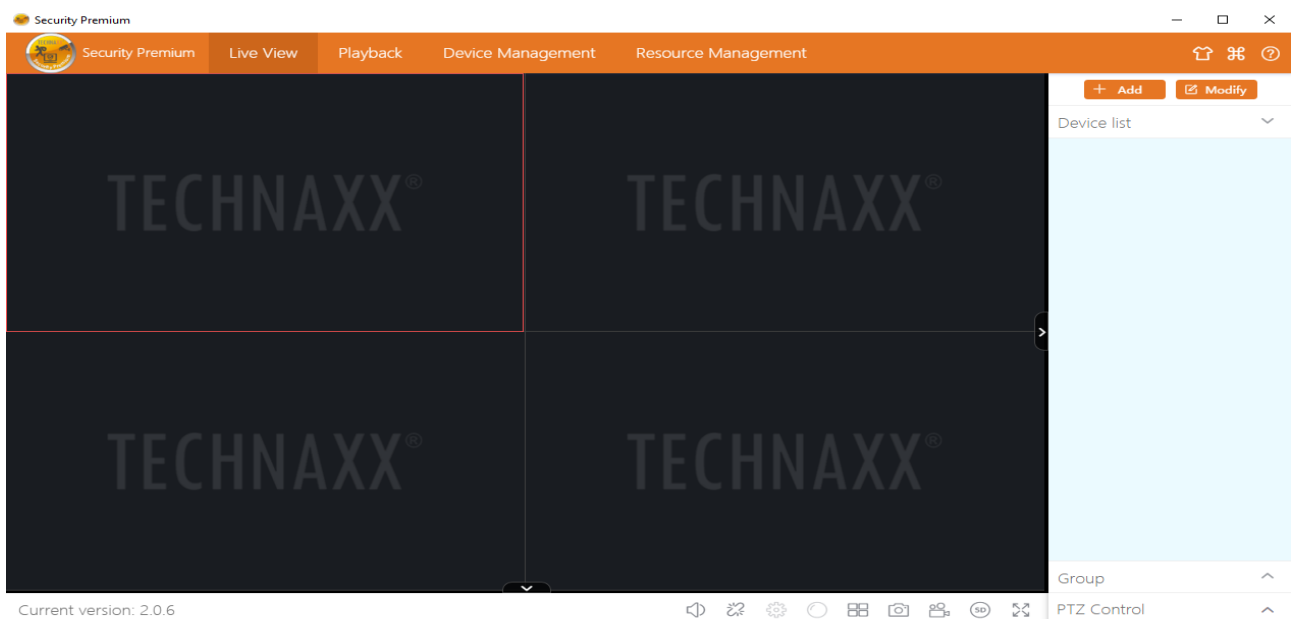 Security Premium
Security Premium Live View Playback Device Management Resource Management
+ Add Modify
Device list
TECHNAXX® TECHNAXX®
TECHNAXX® TECHNAXX®
Group
Current version: 2.0.6 SD PTZ Control